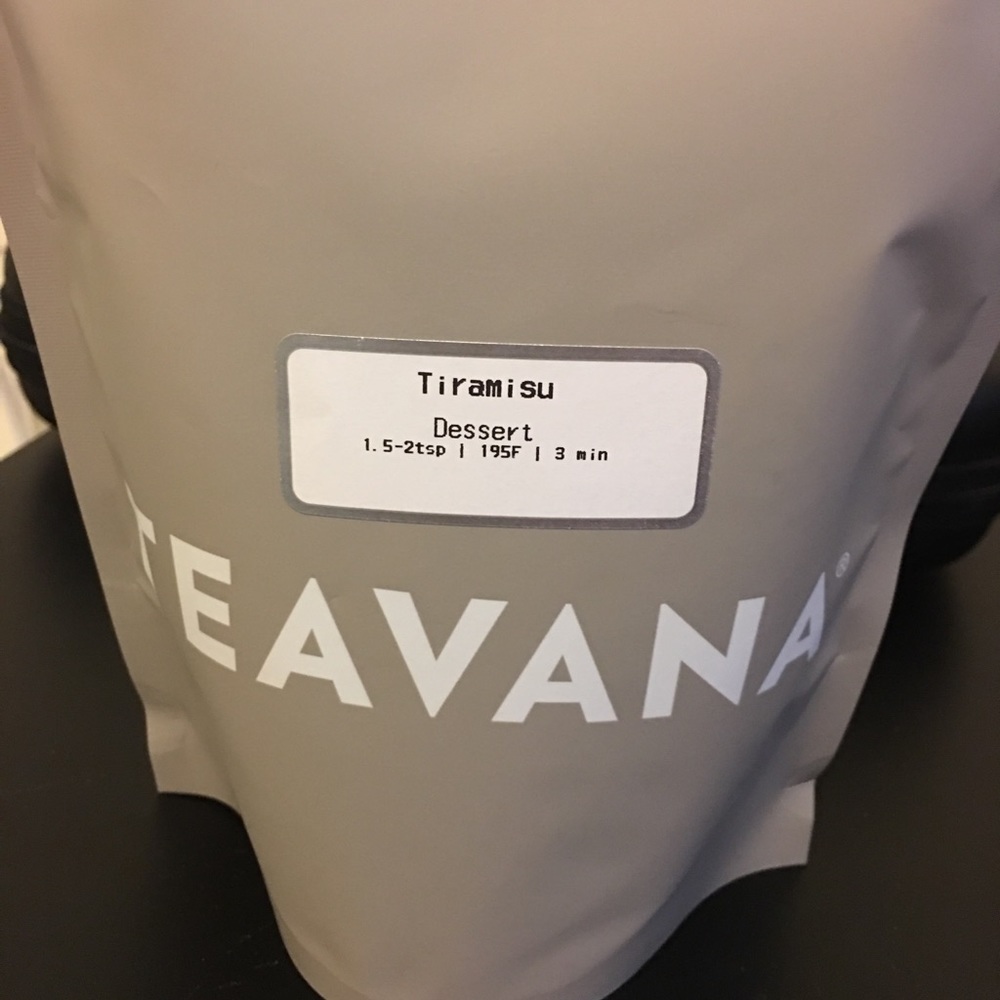 Tiramisu
Dessert
1.5-2tsp | 195F | 3 min
TEAVANA®